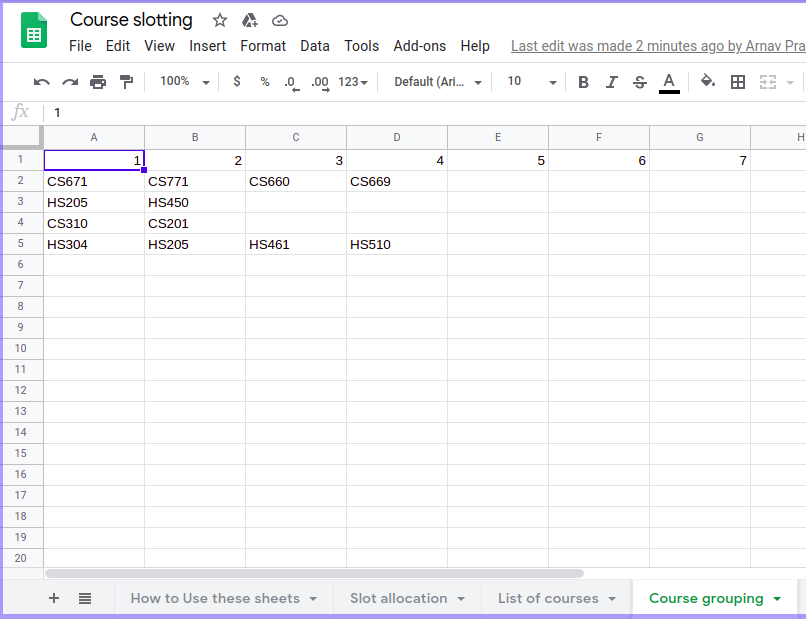 Course slotting
File Edit View Insert Format Data Tools Add-ons Help Last edit was made 2 minutes ago by Arnav Pra
100% $ % .0 .00 123 Default (Ari... 10 B I S A
fx 1
A B C D E F G H
1 1 2 3 4 5 6 7
2 CS671 CS771 CS660 CS669
3 HS205 HS450
4 CS310 CS201
5 HS304 HS205 HS461 HS510
6
7
8
9
10
11
12
13
14
15
16
17
18
19
20
+ How to Use these sheets Slot allocation List of courses Course grouping